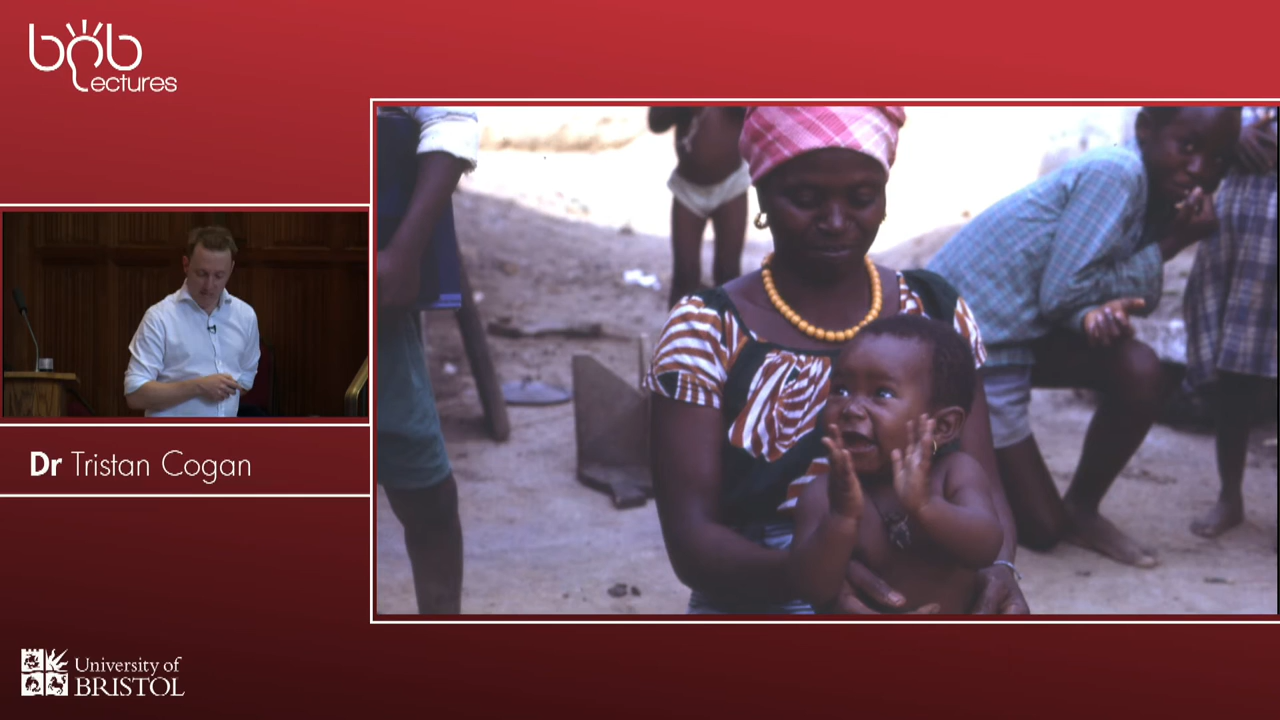 bob
Lectures
Dr Tristan Cogan
University of
BRISTOL